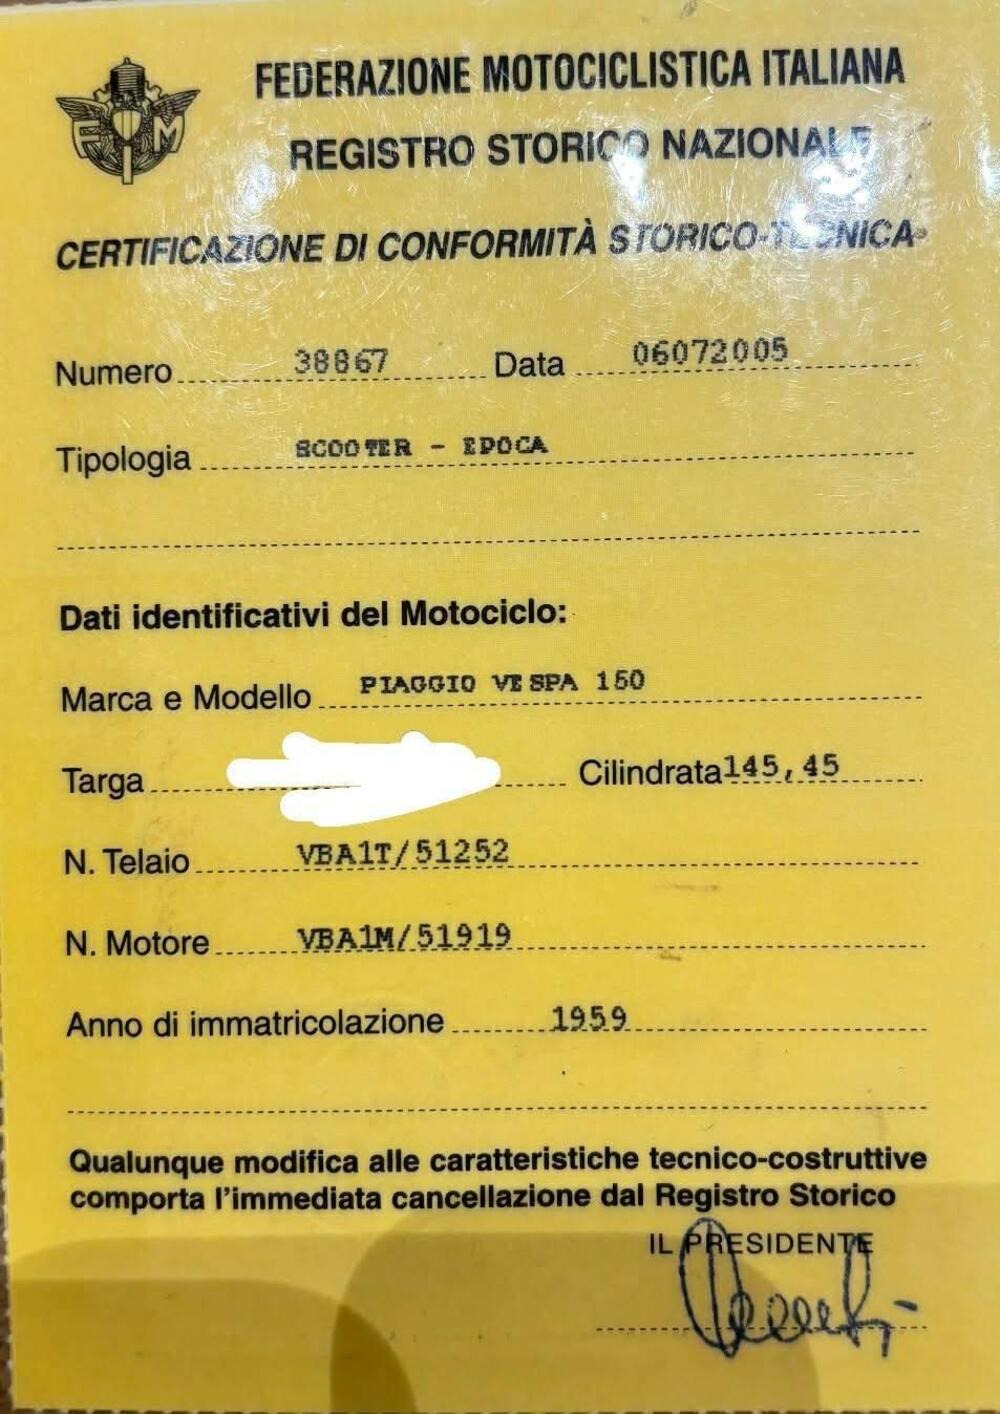 FIM
FEDERAZIONE MOTOCICLISTICA ITALIANA
REGISTRO STORICO NAZIONALE
CERTIFICAZIONE DI CONFORMITÀ STORICO-TECNICA
Numero 38867 Data 06072005
Tipologia SCOOTER - EPOCA
Dati identificativi del Motociclo:
Marca e Modello PIAGGIO VESPA 150
Targa Cilindrata 145,45
N. Telaio VBA1T/51252
N. Motore VBA1M/51919
Anno di immatricolazione 1959
Qualunque modifica alle caratteristiche tecnico-costruttive
comporta l'immediata cancellazione dal Registro Storico
IL PRESIDENTE